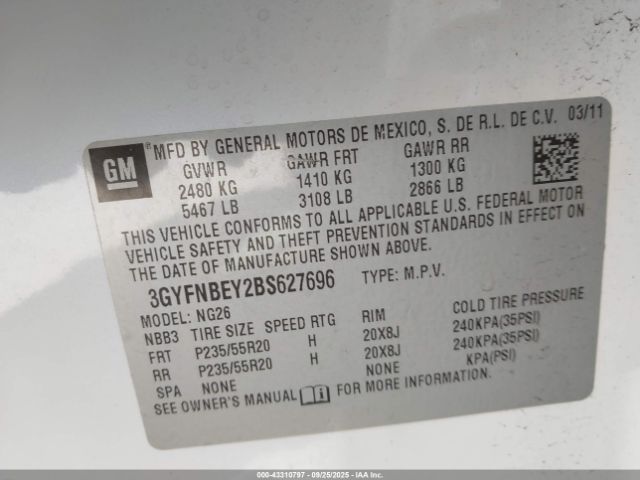 GM
® MFD BY GENERAL MOTORS DE MEXICO, S. DE R.L. DE C.V. 03/11
GVWR GAWR FRT GAWR RR
2480 KG 1410 KG 1300 KG
5467 LB 3108 LB 2866 LB
THIS VEHICLE CONFORMS TO ALL APPLICABLE U.S. FEDERAL MOTOR
VEHICLE SAFETY AND THEFT PREVENTION STANDARDS IN EFFECT ON
THE DATE OF MANUFACTURE SHOWN ABOVE.
3GYFNBEY2BS627696 TYPE: M.P.V.
MODEL: NG26
NBB3 TIRE SIZE SPEED RTG RIM COLD TIRE PRESSURE
FRT P235/55R20 H 20X8J 240KPA(35PSI)
RR P235/55R20 H 20X8J 240KPA(35PSI)
SPA NONE NONE KPA(PSI)
SEE OWNER'S MANUAL FOR MORE INFORMATION.
000-43310797 - 09/25/2025 - IAA Inc.